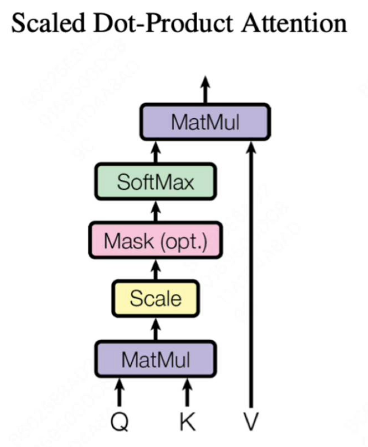 Scaled Dot-Product Attention
MatMul
SoftMax
Mask (opt.)
Scale
MatMul
Q K V